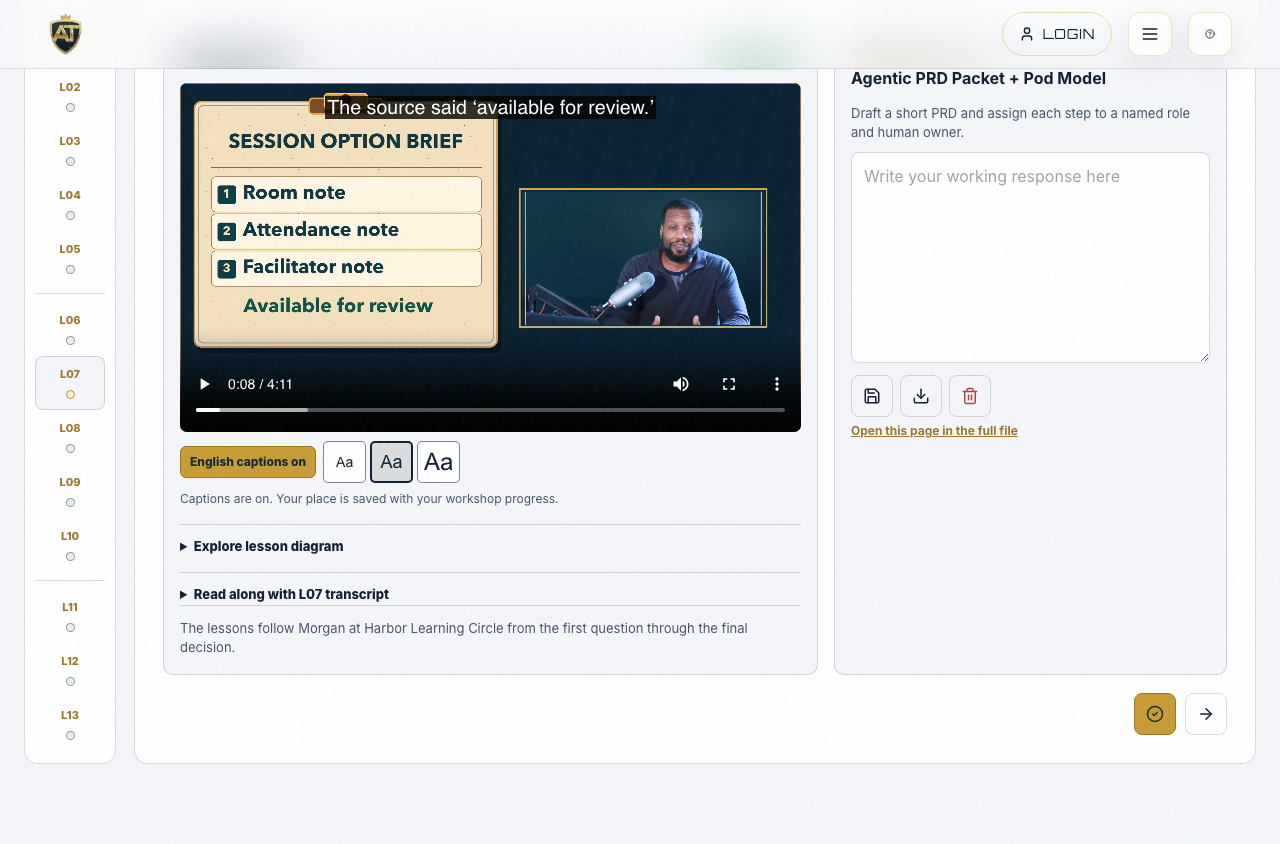 AT
LOGIN
L02
L03
L04
L05
L06
L07
L08
L09
L10
L11
L12
L13
The source said ‘available for review.’
SESSION OPTION BRIEF
1 Room note
2 Attendance note
3 Facilitator note
Available for review
0:08 / 4:11
English captions on
Aa
Aa
Aa
Captions are on. Your place is saved with your workshop progress.
Explore lesson diagram
Read along with L07 transcript
The lessons follow Morgan at Harbor Learning Circle from the first question through the final
decision.
Agentic PRD Packet + Pod Model
Draft a short PRD and assign each step to a named role
and human owner.
Write your working response here
Open this page in the full file